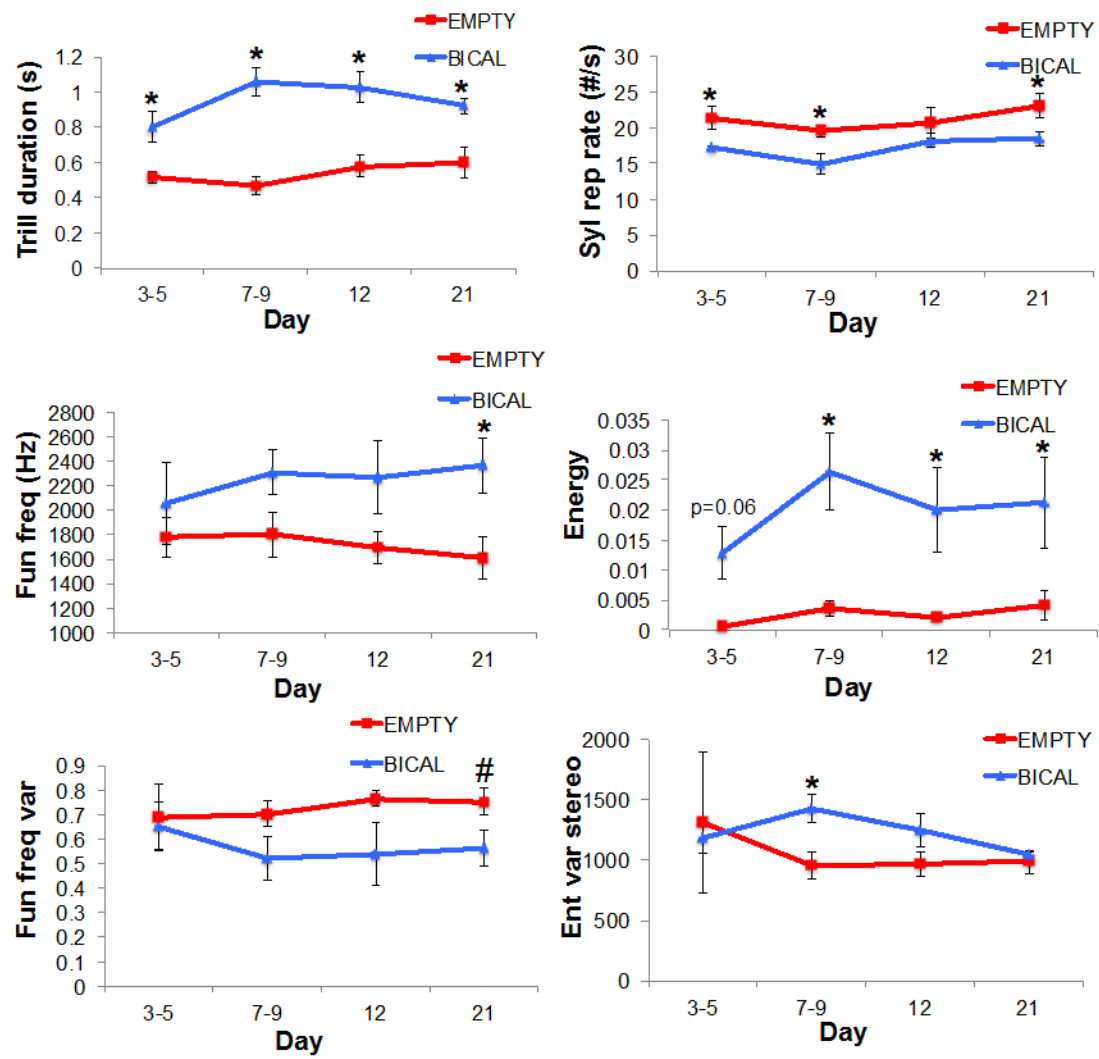 EMPTY
BICAL
Trill duration (s)
1.2
*
*
*
*
1
0.8
0.6
0.4
0.2
0
3-5 7-9 12 21
Day
EMPTY
BICAL
Syl rep rate (#/s)
30
25
*
*
*
20
15
10
5
0
3-5 7-9 12 21
Day
EMPTY
BICAL
Fun freq (Hz)
2800
2600
*
2400
2200
2000
1800
1600
1400
1200
1000
3-5 7-9 12 21
Day
EMPTY
BICAL
Energy
0.035
*
*
*
0.03
0.025
0.02
p=0.06
0.015
0.01
0.005
0
3-5 7-9 12 21
Day
EMPTY
BICAL
Fun freq var
0.9
#
0.8
0.7
0.6
0.5
0.4
0.3
0.2
0.1
0
3-5 7-9 12 21
Day
EMPTY
BICAL
Ent var stereo
2000
*
1500
1000
500
0
3-5 7-9 12 21
Day